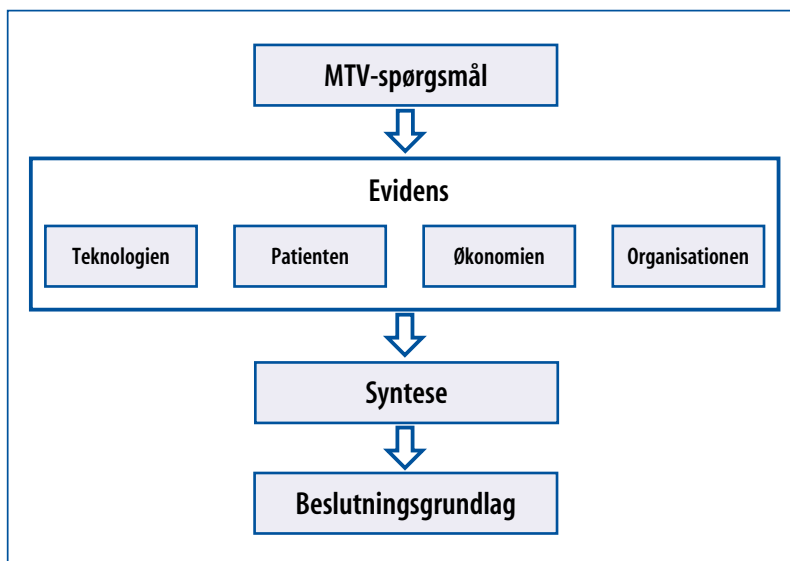 MTV-spørgsmål
Evidens
Teknologien
Patienten
Økonomien
Organisationen
Syntese
Beslutningsgrundlag